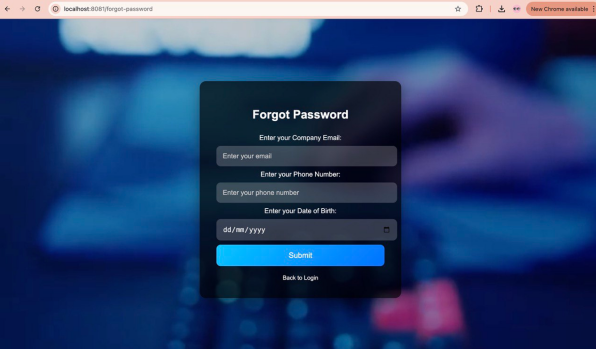 localhost:8081/forgot-password
New Chrome available
Forgot Password
Enter your Company Email:
Enter your email
Enter your Phone Number:
Enter your phone number
Enter your Date of Birth:
dd/mm/yyyy
Submit
Back to Login